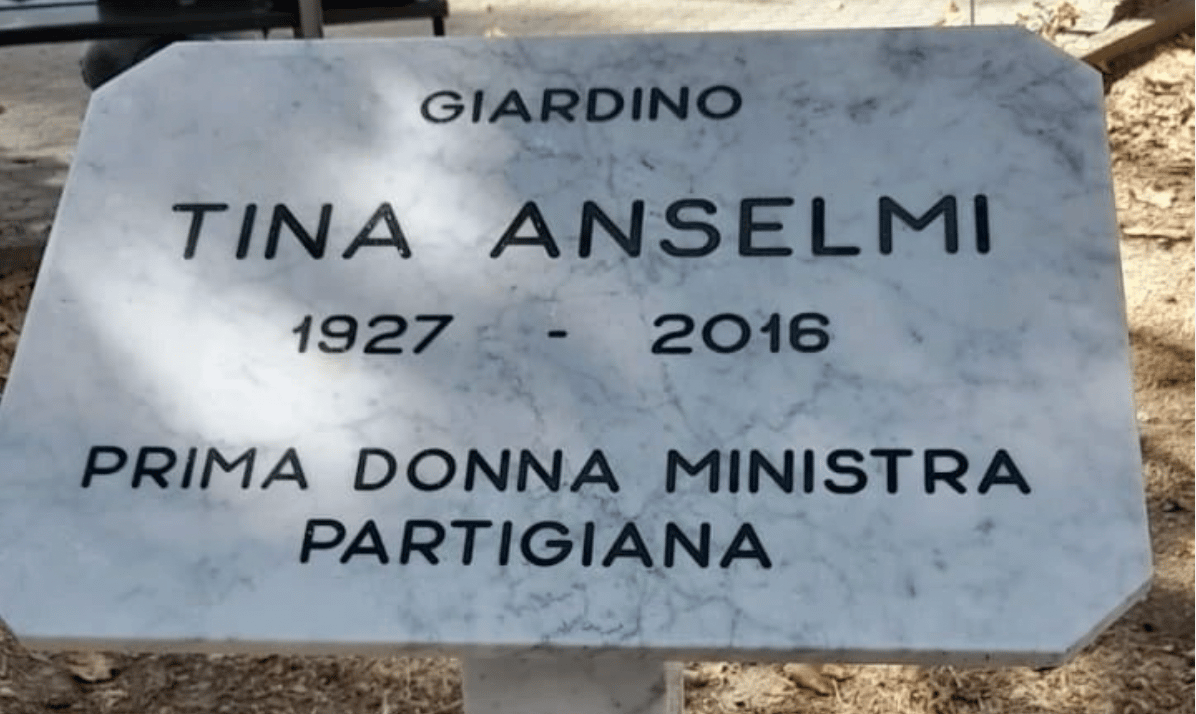 GIARDINO
TINA ANSELMI
1927 - 2016
PRIMA DONNA MINISTRA
PARTIGIANA